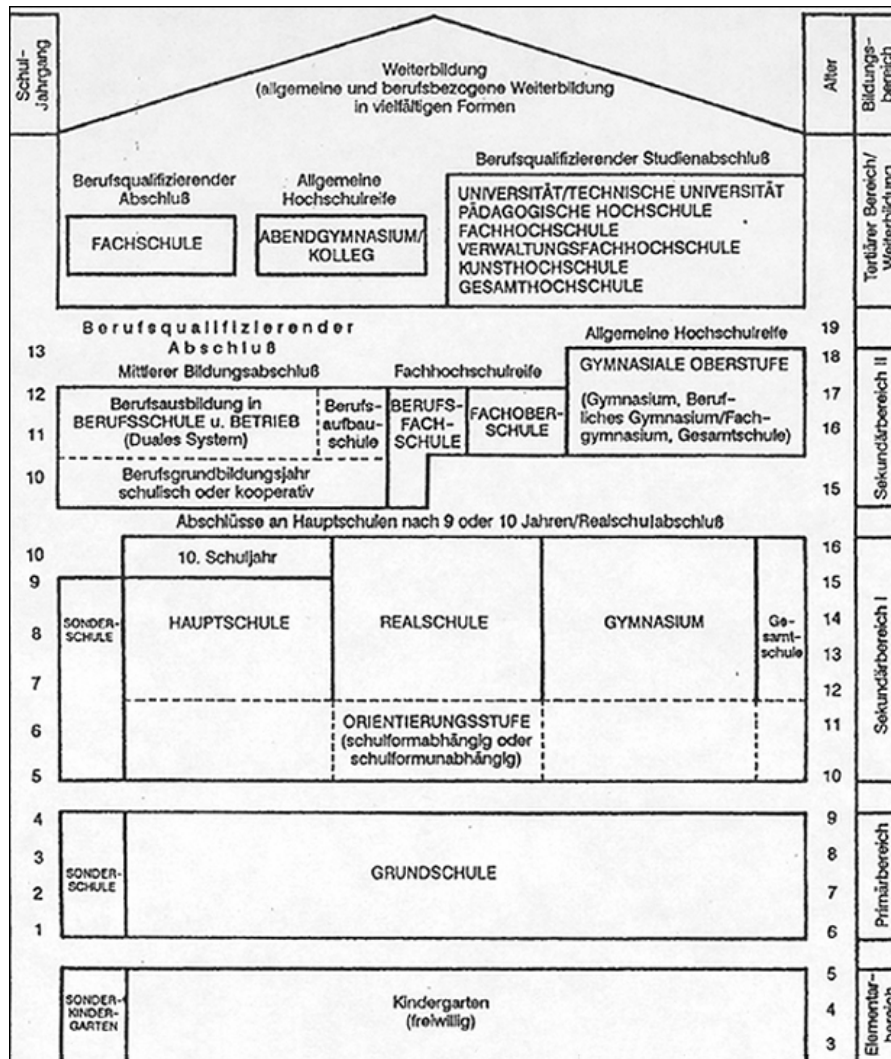 Schul-
Jahrgang
Alter
Bildungs-
bereich
Weiterbildung
(allgemeine und berufsbezogene Weiterbildung
in vielfältigen Formen
Tertiärer Bereich/
Weiterbildung
Berufsqualifizierender
Abschluß
FACHSCHULE
Allgemeine
Hochschulreife
ABENDGYMNASIUM/
KOLLEG
Berufsqualifizierender Studienabschluß
UNIVERSITÄT/TECHNISCHE UNIVERSITÄT
PÄDAGOGISCHE HOCHSCHULE
FACHHOCHSCHULE
VERWALTUNGSFACHHOCHSCHULE
KUNSTHOCHSCHULE
GESAMTHOCHSCHULE
Berufsqualifizierender
Abschluß
Mittlerer Bildungsabschluß
Fachhochschulreife
Allgemeine Hochschulreife
13
12
11
10
Berufsausbildung in
BERUFSSCHULE u. BETRIEB
(Duales System)
Berufs-
aufbau-
schule
BERUFS-
FACH-
SCHULE
FACHOBER-
SCHULE
GYMNASIALE OBERSTUFE
(Gymnasium, Beruf-
liches Gymnasium/Fach-
gymnasium, Gesamtschule)
Berufsgrundbildungsjahr
schulisch oder kooperativ
19
18
17
16
15
Sekundärbereich II
Abschlüsse an Hauptschulen nach 9 oder 10 Jahren/Realschulabschluß
10
9
8
7
6
5
SONDER-
SCHULE
10. Schuljahr
HAUPTSCHULE
REALSCHULE
GYMNASIUM
Ge-
samt-
schule
ORIENTIERUNGSSTUFE
(schulformabhängig oder
schulformunabhängig)
16
15
14
13
12
11
10
Sekundärbereich I
4
3
2
1
SONDER-
SCHULE
GRUNDSCHULE
9
8
7
6
Primärbereich
SONDER-
KINDER-
GARTEN
Kindergarten
(freiwillig)
5
4
3
Elementar-
bereich